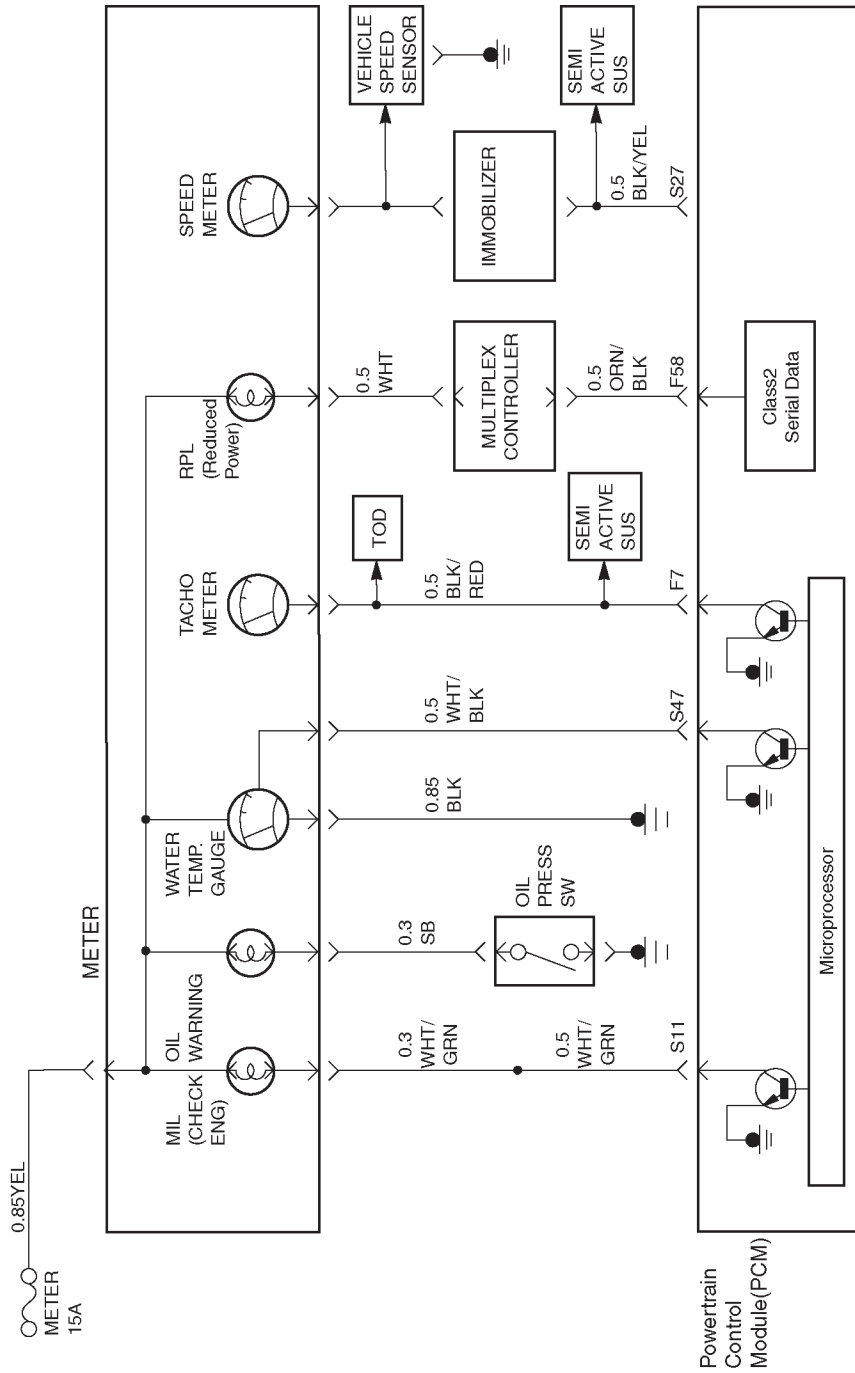 METER
15A
0.85YEL
METER
MIL
(CHECK
ENG)
OIL
WARNING
WATER
TEMP.
GAUGE
TACHO
METER
RPL
(Reduced
Power)
SPEED
METER
0.3
WHT/
GRN
0.5
WHT/
GRN
S11
0.3
SB
OIL
PRESS
SW
0.85
BLK
0.5
WHT/
BLK
S47
TOD
0.5
BLK/
RED
SEMI
ACTIVE
SUS
F7
0.5
WHT
MULTIPLEX
CONTROLLER
0.5
ORN/
BLK
F58
VEHICLE
SPEED
SENSOR
IMMOBILIZER
SEMI
ACTIVE
SUS
0.5
BLK/YEL
S27
Powertrain
Control
Module(PCM)
Microprocessor
Class2
Serial Data